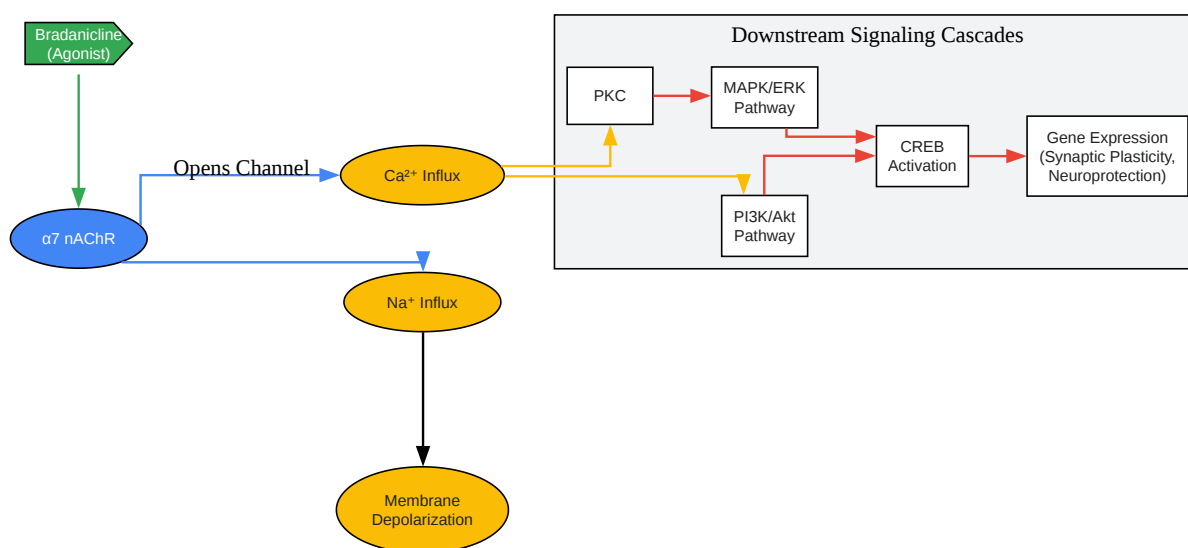 Bradanicline
(Agonist)
Downstream Signaling Cascades
PKC
MAPK/ERK
Pathway
CREB
Activation
Gene Expression
(Synaptic Plasticity,
Neuroprotection)
Opens Channel
Ca²⁺ Influx
PI3K/Akt
Pathway
α7 nAChR
Na⁺ Influx
Membrane
Depolarization